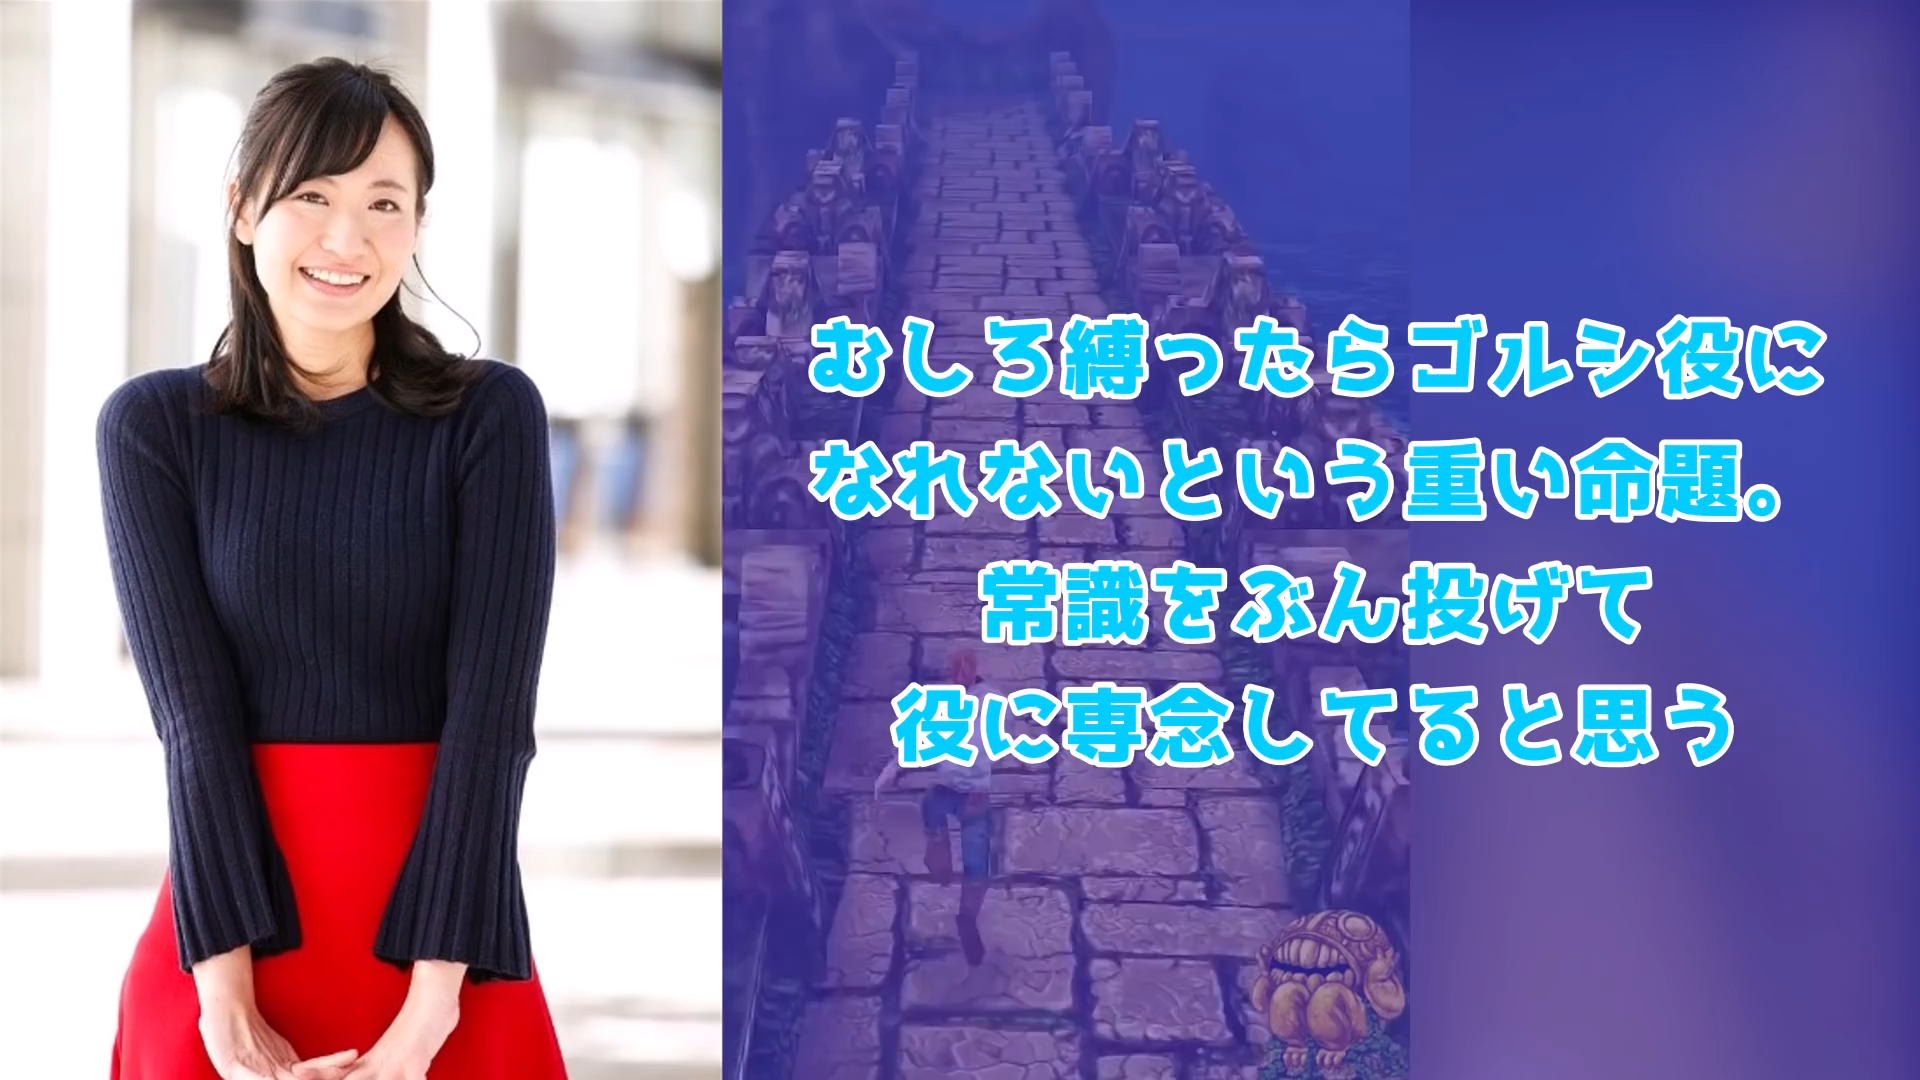 むしろ縛ったらゴルシ役に
なれないという重い命題。
常識をぶん投げて
役に専念してると思う